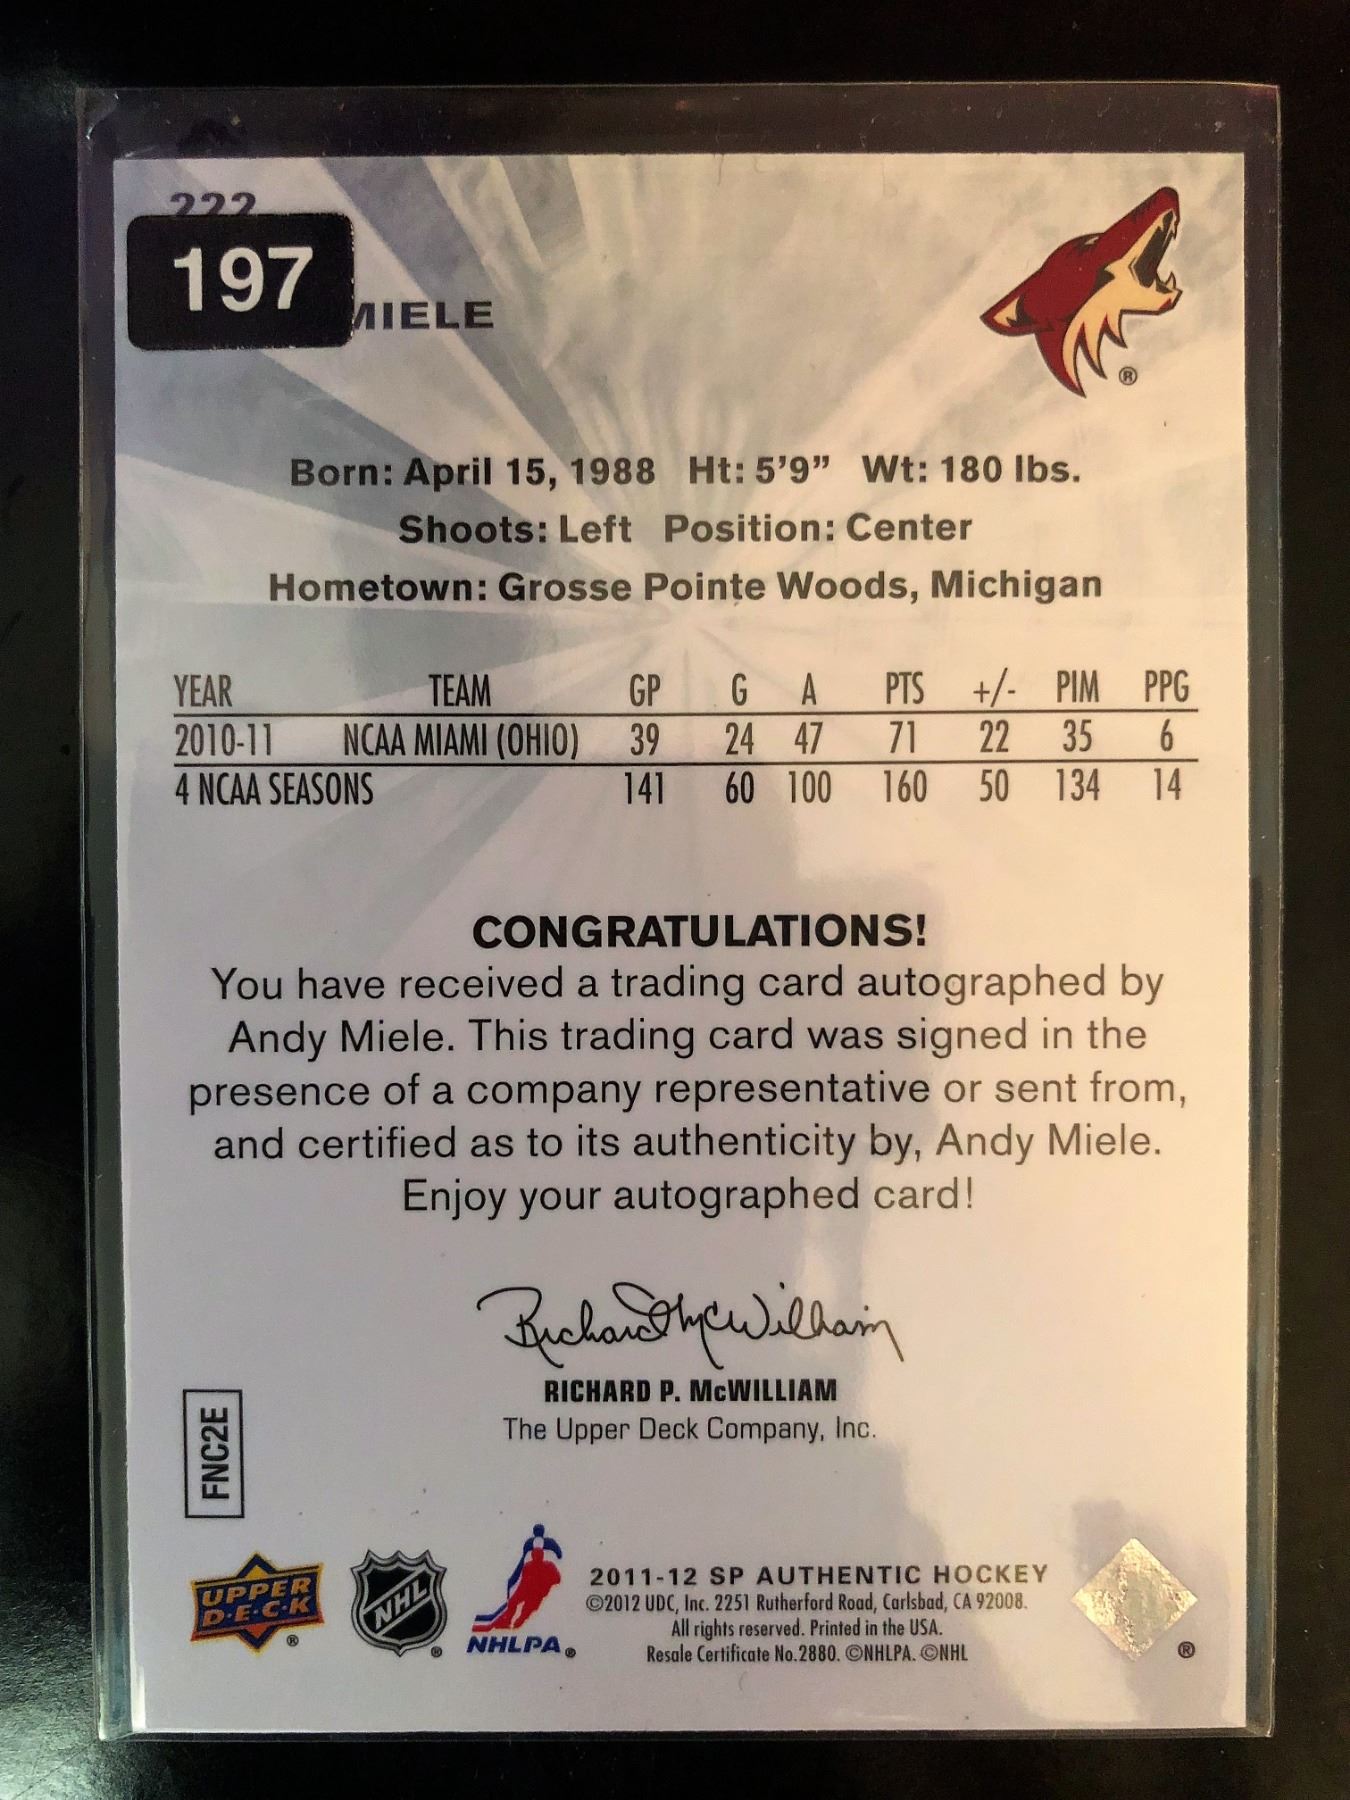 222
197
MIELE
®
Born: April 15, 1988 Ht: 5'9” Wt: 180 lbs.
Shoots: Left Position: Center
Hometown: Grosse Pointe Woods, Michigan
YEAR TEAM GP G A PTS +/- PIM PPG
2010-11 NCAA MIAMI (OHIO) 39 24 47 71 22 35 6
4 NCAA SEASONS 141 60 100 160 50 134 14
CONGRATULATIONS!
You have received a trading card autographed by
Andy Miele. This trading card was signed in the
presence of a company representative or sent from,
and certified as to its authenticity by, Andy Miele.
Enjoy your autographed card!
Richard McWilliam
RICHARD P. McWILLIAM
The Upper Deck Company, Inc.
FNC2E
UPPER
D·E·C·K
®
NHL
®
NHLPA®
2011-12 SP AUTHENTIC HOCKEY
©2012 UDC, Inc. 2251 Rutherford Road, Carlsbad, CA 92008.
All rights reserved. Printed in the USA.
Resale Certificate No.2880. ©NHLPA. ©NHL
®